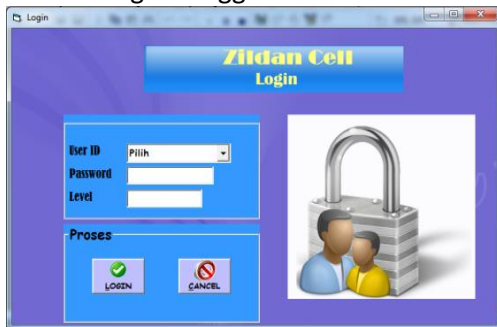 Login
Zildan Cell
Login
User ID
Pilih
Password
Level
Proses
LOGIN
CANCEL